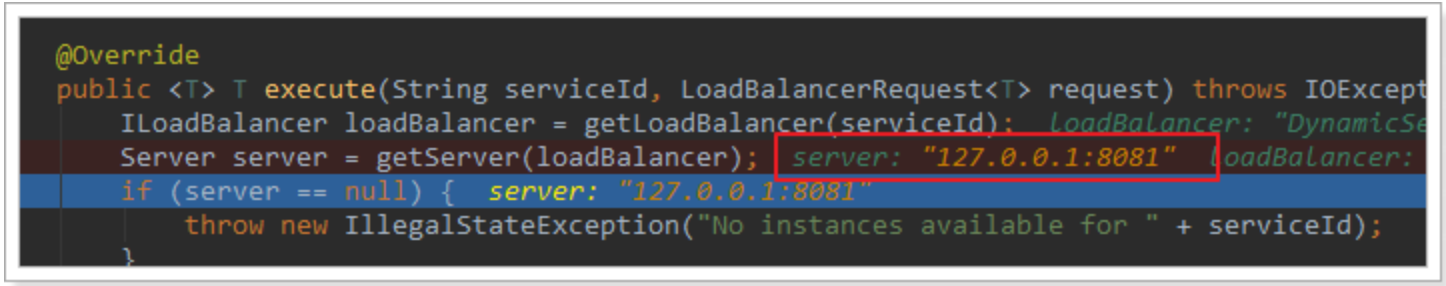 @Override
public <T> T execute(String serviceId, LoadBalancerRequest<T> request) throws IOExcept
ILoadBalancer loadBalancer = getLoadBalancer(serviceId); loadBalancer: "DynamicSe
Server server = getServer(loadBalancer); server: "127.0.0.1:8081" loadBalancer:
if (server == null) { server: "127.0.0.1:8081"
throw new IllegalStateException("No instances available for " + serviceId);
}